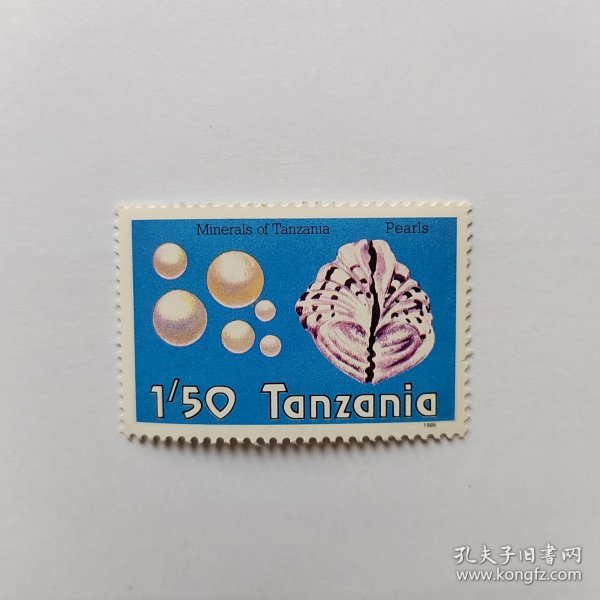 Minerals of Tanzania Pearls
1/50 Tanzania
1986
孔夫子旧书网
www.kongfz.com